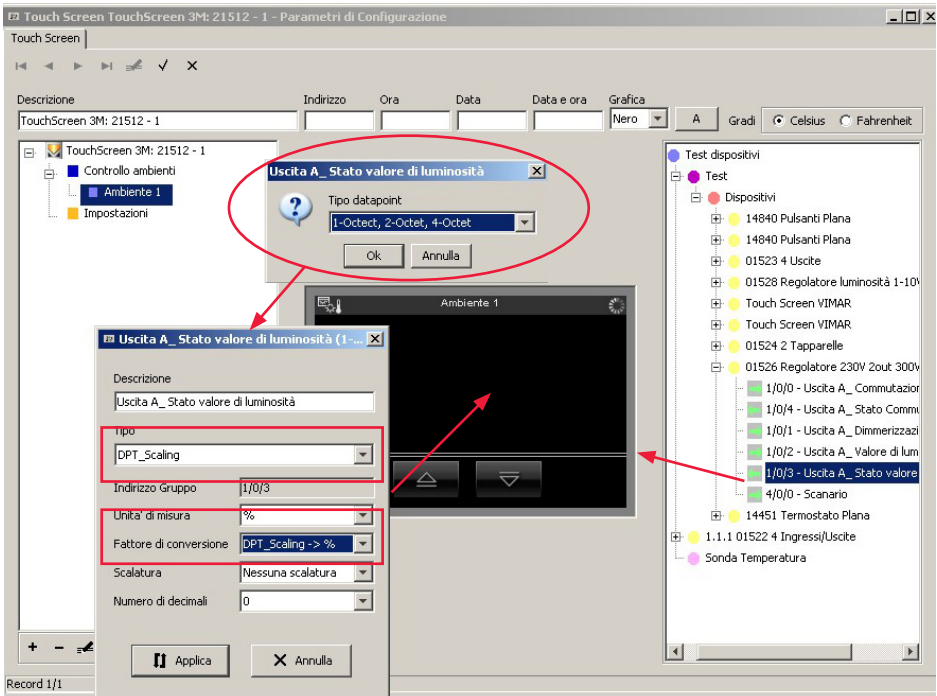 Touch Screen TouchScreen 3M: 21512 - 1 - Parametri di Configurazione
Touch Screen
Descrizione
Indirizzo
Ora
Data
Data e ora
Grafica
TouchScreen 3M: 21512 - 1
Nero
A
Gradi
Celsius
Fahrenheit
TouchScreen 3M: 21512 - 1
Controllo ambienti
Ambiente 1
Impostazioni
Uscita A_ Stato valore di luminosità
Tipo datapoint
1-Octect, 2-Octet, 4-Octet
Ok
Annulla
Ambiente 1
Uscita A_ Stato valore di luminosità (1-...
Descrizione
Uscita A_ Stato valore di luminosità
Tipo
DPT_Scaling
Indirizzo Gruppo
1/0/3
Unita' di misura
%
Fattore di conversione
DPT_Scaling -> %
Scalatura
Nessuna scalatura
Numero di decimali
0
Applica
Annulla
Test dispositivi
Test
Dispositivi
14840 Pulsanti Plana
14840 Pulsanti Plana
01523 4 Uscite
01528 Regolatore luminosità 1-10V
Touch Screen VIMAR
Touch Screen VIMAR
01524 2 Tapparelle
01526 Regolatore 230V 2out 300V
1/0/0 - Uscita A_ Commutazior
1/0/4 - Uscita A_ Stato Commu
1/0/1 - Uscita A_ Dimmerizzazi
1/0/2 - Uscita A_ Valore di lum
1/0/3 - Uscita A_ Stato valore
4/0/0 - Scanario
14451 Termostato Plana
1.1.1 01522 4 Ingressi/Uscite
Sonda Temperatura
Record 1/1